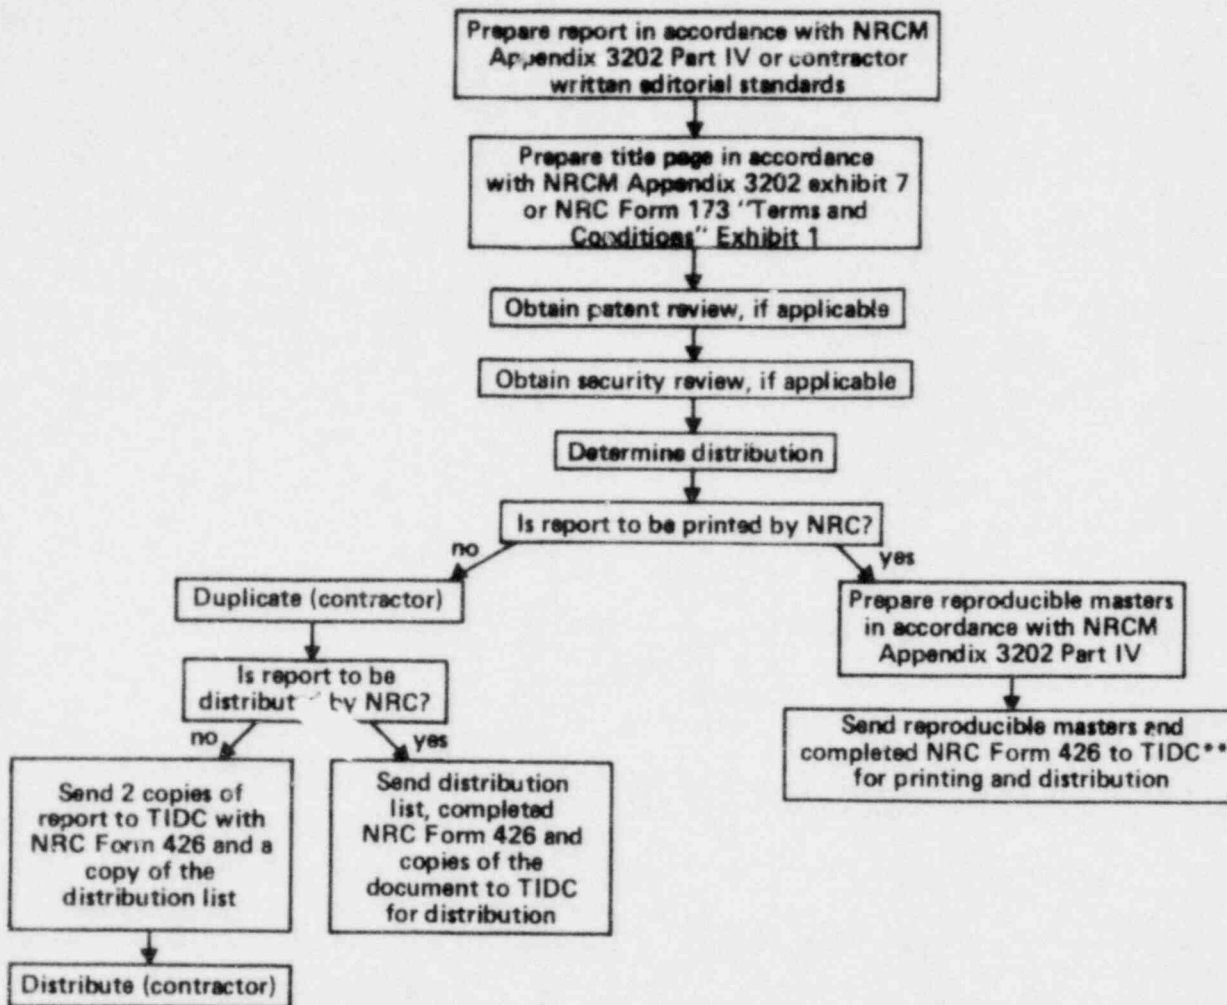 Prepare report in accordance with NRCM
Appendix 3202 Part IV or contractor
written editorial standards
Prepare title page in accordance
with NRCM Appendix 3202 exhibit 7
or NRC Form 173 "Terms and
Conditions" Exhibit 1
Obtain patent review, if applicable
Obtain security review, if applicable
Determine distribution
Is report to be printed by NRC?
no
yes
Duplicate (contractor)
Prepare reproducible masters
in accordance with NRCM
Appendix 3202 Part IV
Is report to be
by NRC?
Send reproducible masters and
completed NRC Form 426 to TIDC**
for printing and distribution
no
yes
Send 2 copies of
report to TIDC with
NRC Form 426 and a
copy of the
distribution list
Send distribution
list, completed
NRC Form 426 and
copies of the
document to TIDC
for distribution
Distribute (contractor)